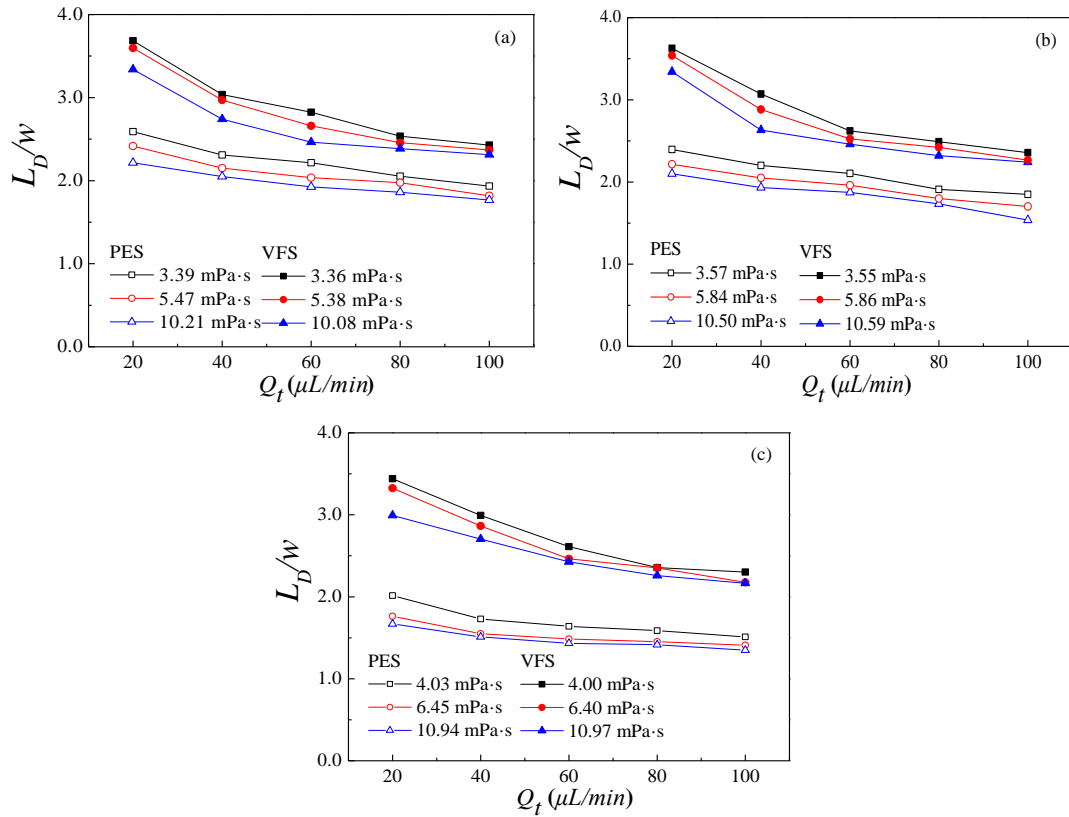 (a)
4.0
3.0
2.0
1.0
0.0
L_D/w
PES VFS
3.39 mPa·s 3.36 mPa·s
5.47 mPa·s 5.38 mPa·s
10.21 mPa·s 10.08 mPa·s
20 40 60 80 100
Q_t (μL/min)
(b)
4.0
3.0
2.0
1.0
0.0
L_D/w
PES VFS
3.57 mPa·s 3.55 mPa·s
5.84 mPa·s 5.86 mPa·s
10.50 mPa·s 10.59 mPa·s
20 40 60 80 100
Q_t (μL/min)
(c)
4.0
3.0
2.0
1.0
0.0
L_D/w
PES VFS
4.03 mPa·s 4.00 mPa·s
6.45 mPa·s 6.40 mPa·s
10.94 mPa·s 10.97 mPa·s
20 40 60 80 100
Q_t (μL/min)